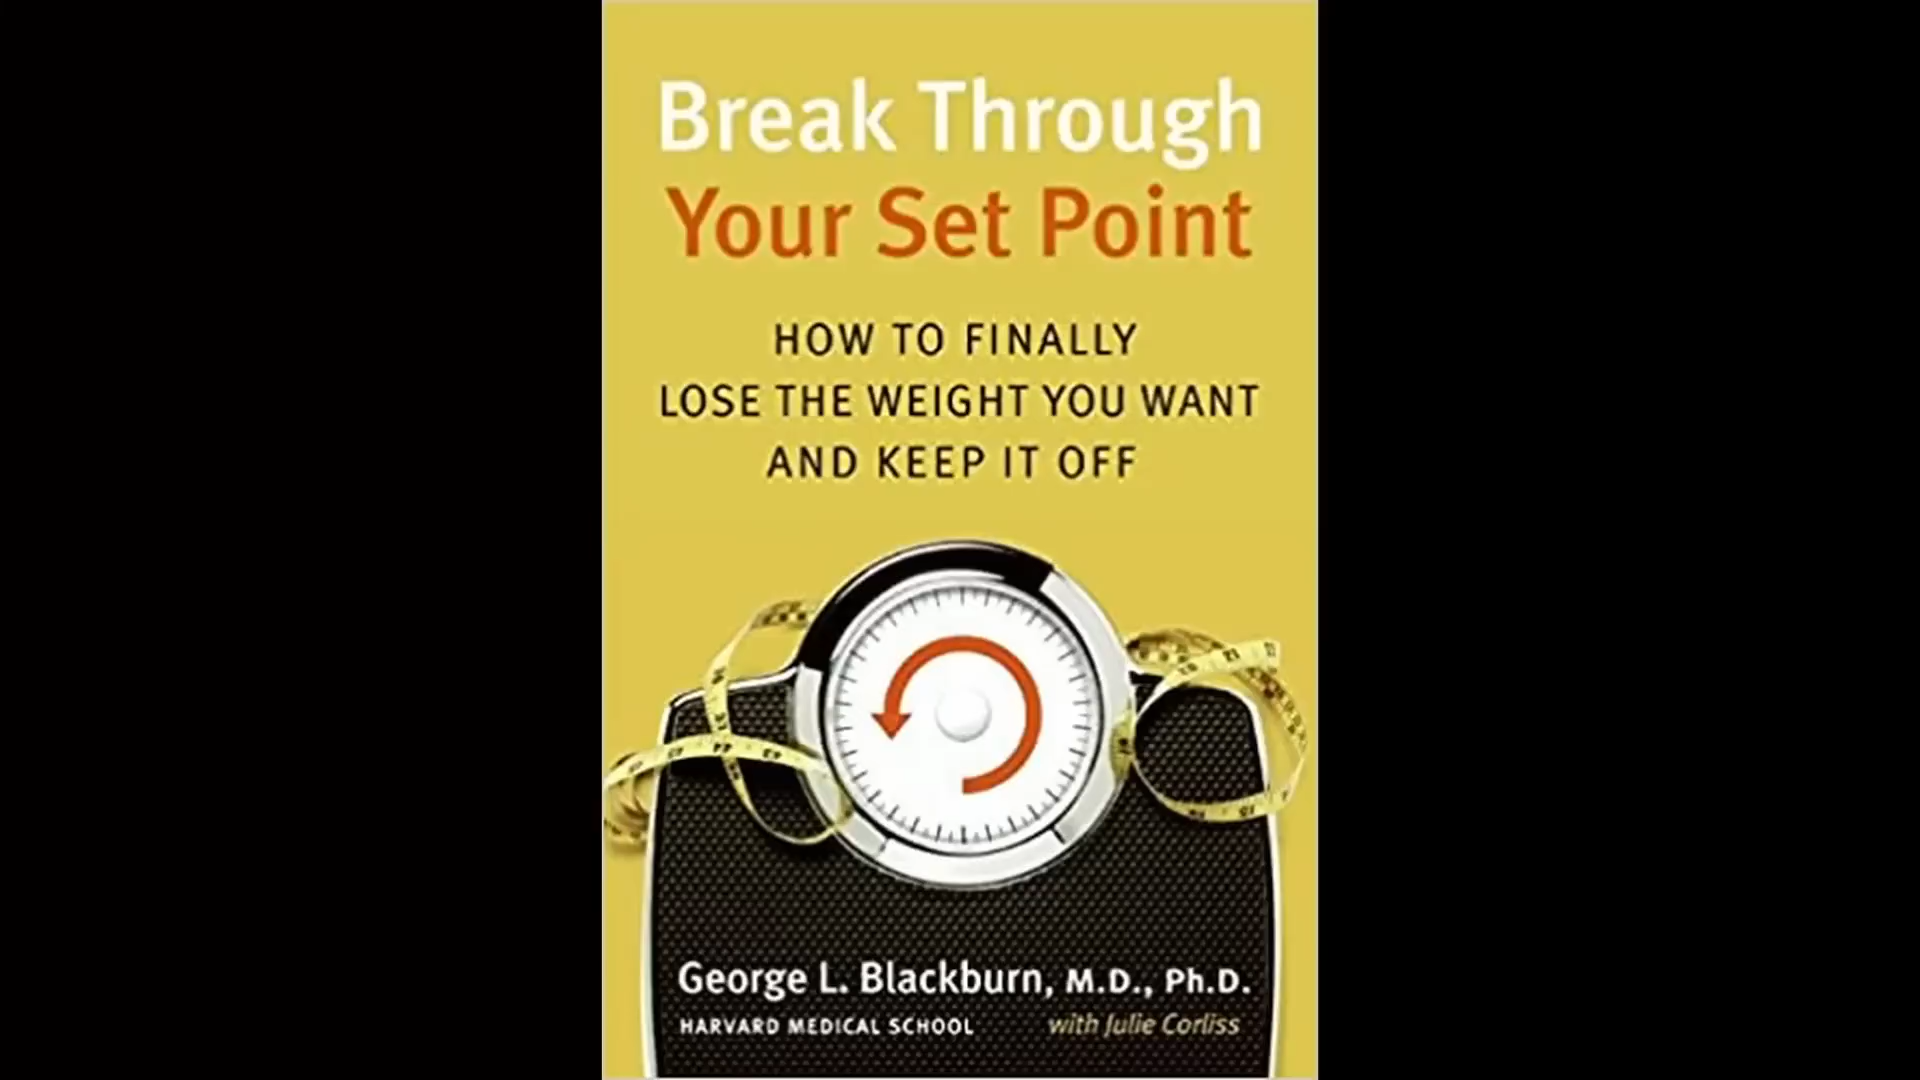 Break Through
Your Set Point
HOW TO FINALLY
LOSE THE WEIGHT YOU WANT
AND KEEP IT OFF
George L. Blackburn, M.D., Ph.D.
HARVARD MEDICAL SCHOOL
with Julie Corliss